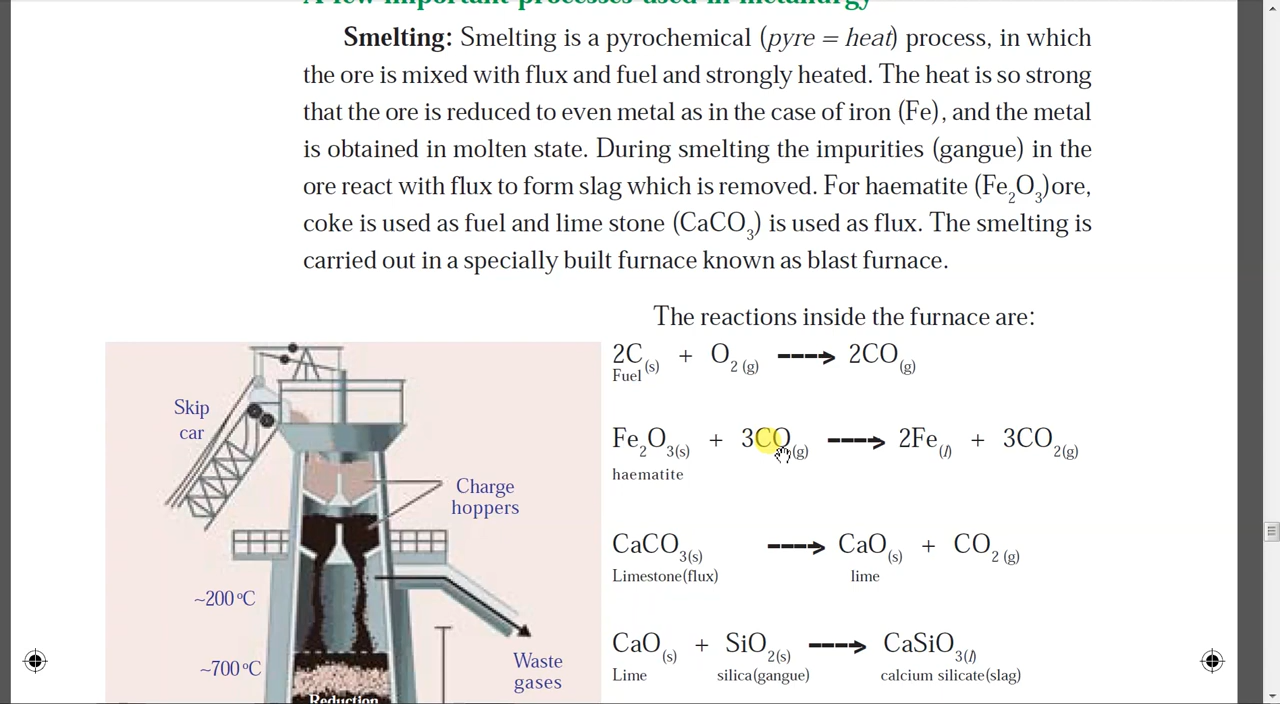 A few important processes used in metallurgy
Smelting: Smelting is a pyrochemical (pyre = heat) process, in which
the ore is mixed with flux and fuel and strongly heated. The heat is so strong
that the ore is reduced to even metal as in the case of iron (Fe), and the metal
is obtained in molten state. During smelting the impurities (gangue) in the
ore react with flux to form slag which is removed. For haematite (Fe₂O₃)ore,
coke is used as fuel and lime stone (CaCO₃) is used as flux. The smelting is
carried out in a specially built furnace known as blast furnace.
The reactions inside the furnace are:
2C(s) + O₂ (g) ----> 2CO(g)
Fuel
Fe₂O₃(s) + 3CO(g) ----> 2Fe(l) + 3CO₂(g)
haematite
CaCO₃(s) ----> CaO(s) + CO₂ (g)
Limestone(flux) lime
CaO(s) + SiO₂(s) ----> CaSiO₃(l)
Lime silica(gangue) calcium silicate(slag)
Skip
car
Charge
hoppers
~200 °C
~700 °C
Waste
gases
Reduction